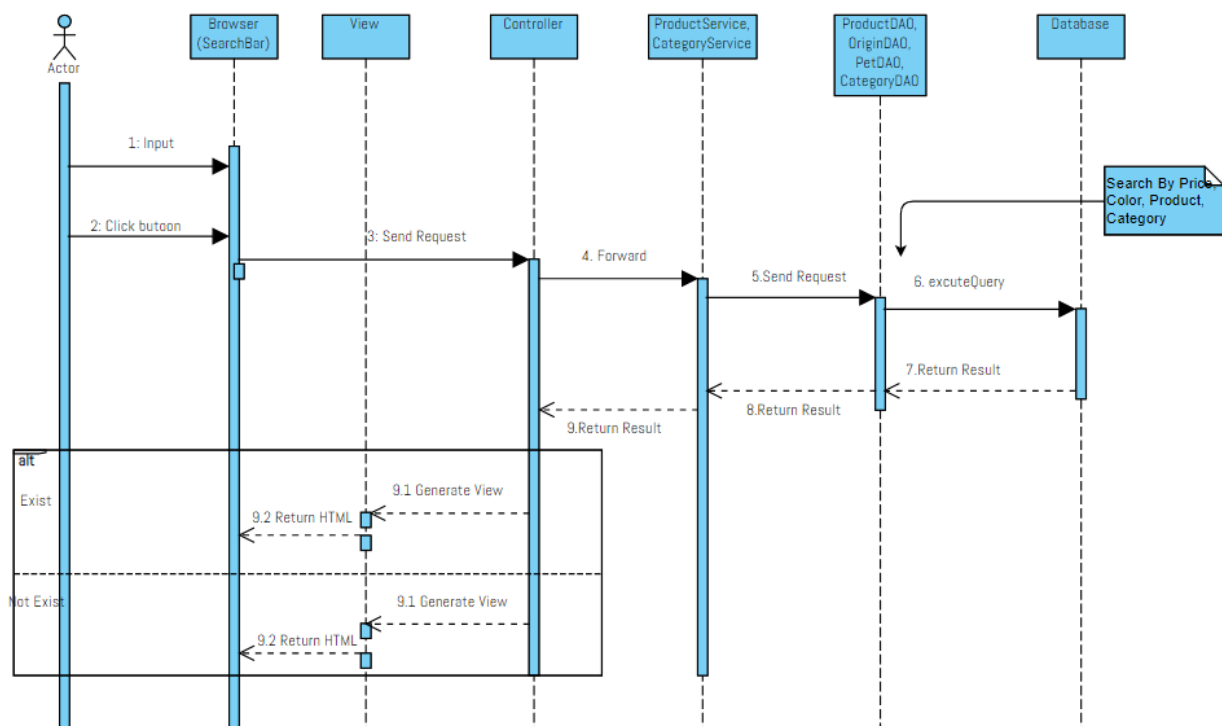 Actor
Browser
(SearchBar)
View
Controller
ProductService,
CategoryService
ProductDAO,
OriginDAO,
PetDAO,
CategoryDAO
Database
1: Input
Search By Price,
Color, Product,
Category
2: Click butoon
3: Send Request
4. Forward
5.Send Request
6. excuteQuery
7.Return Result
8.Return Result
9.Return Result
alt
Exist
9.1 Generate View
9.2 Return HTML
Not Exist
9.1 Generate View
9.2 Return HTML